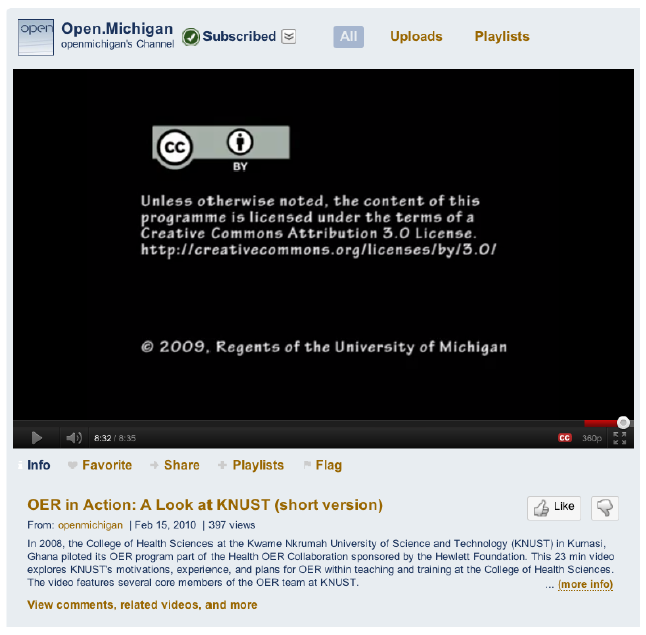 open Open.Michigan
openmichigan's Channel
Subscribed
All Uploads Playlists
cc
BY
Unless otherwise noted, the content of this
programme is licensed under the terms of a
Creative Commons Attribution 3.0 License.
http://creativecommons.org/licenses/by/3.0/
© 2009, Regents of the University of Michigan
8:32 / 8:35 CC 360p
Info Favorite Share Playlists Flag
OER in Action: A Look at KNUST (short version)
Like
From: openmichigan | Feb 15, 2010 | 397 views
In 2008, the College of Health Sciences at the Kwame Nkrumah University of Science and Technology (KNUST) in Kumasi,
Ghana piloted its OER program part of the Health OER Collaboration sponsored by the Hewlett Foundation. This 23 min video
explores KNUST's motivations, experience, and plans for OER within teaching and training at the College of Health Sciences.
The video features several core members of the OER team at KNUST. ... (more info)
View comments, related videos, and more